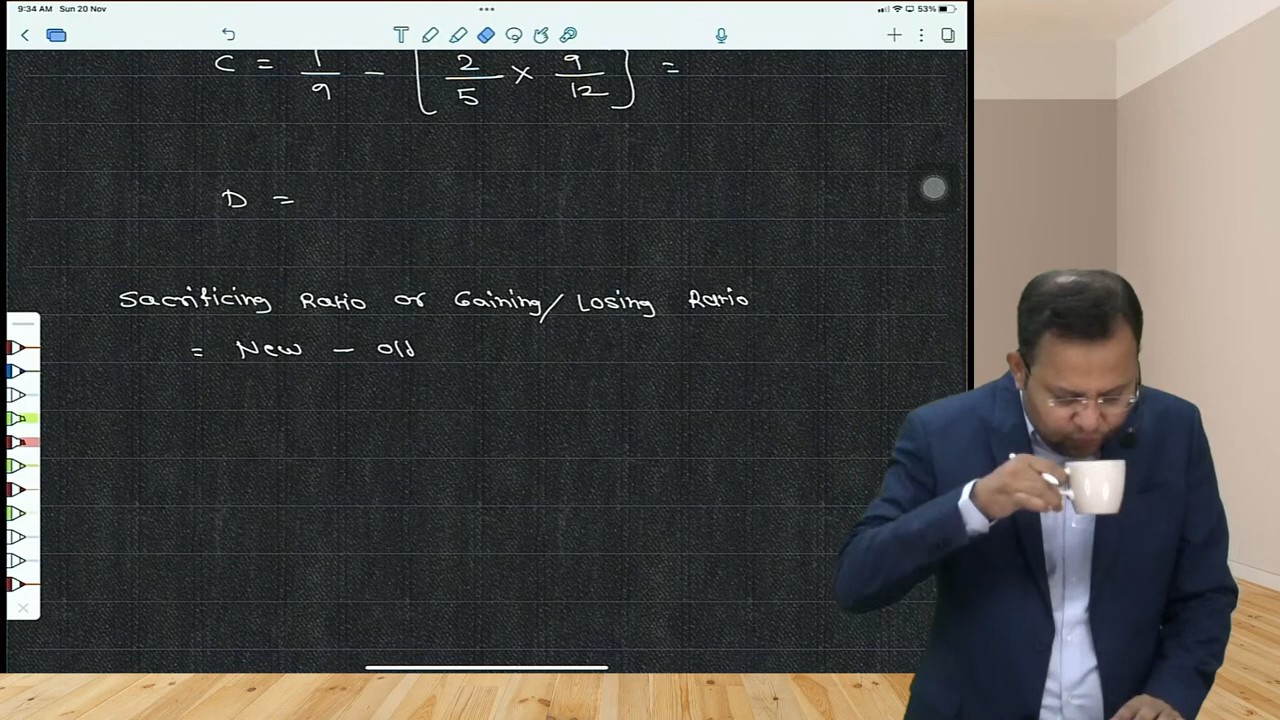 9:34 AM Sun 20 Nov 53%
C = 1/9 - [2/5 × 9/12] =
D =
Sacrificing Ratio or Gaining/Losing Ratio
= New - Old